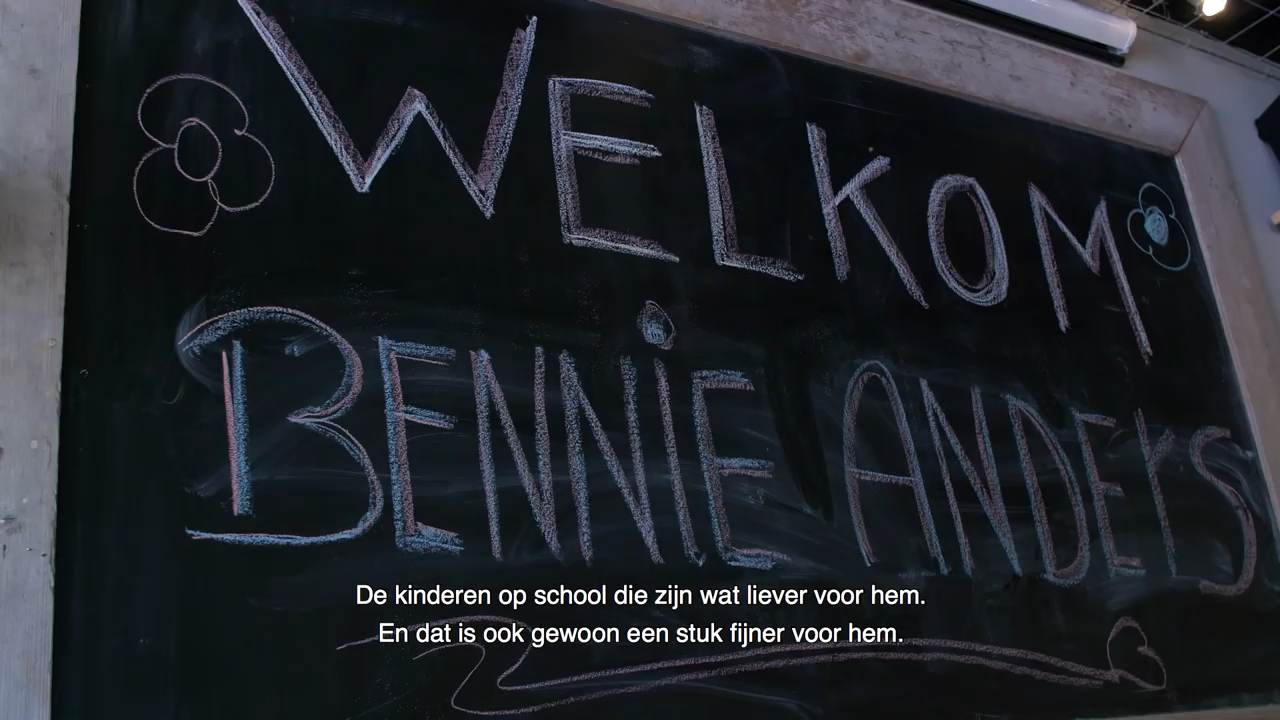 WELKOM
BENNIE ANDERS
De kinderen op school die zijn wat liever voor hem.
En dat is ook gewoon een stuk fijner voor hem.